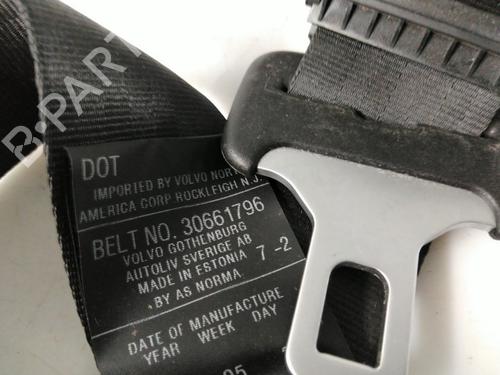 B-PARTS
DOT
IMPORTED BY VOLVO NORTH
AMERICA CORP ROCKLEIGH N.J.
BELT NO. 30661796
VOLVO GOTHENBURG
AUTOLIV SVERIGE AB
MADE IN ESTONIA 7-2
BY AS NORMA.
DATE OF MANUFACTURE
YEAR WEEK DAY
05